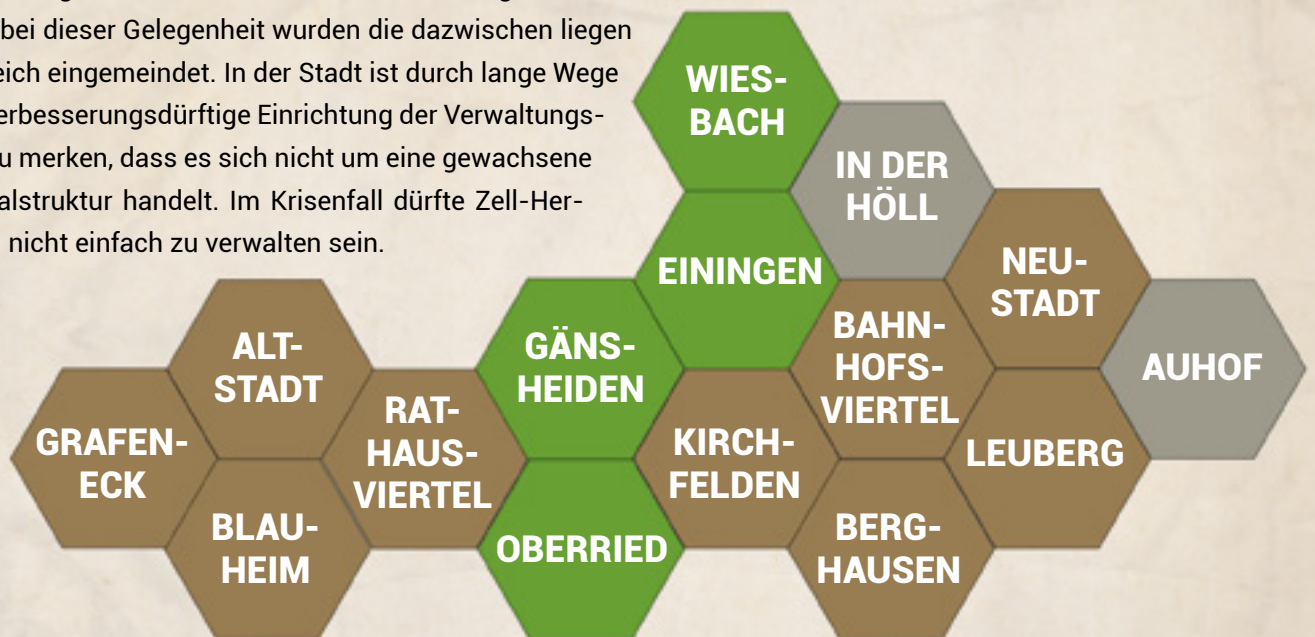 bei dieser Gelegenheit wurden die dazwischen liegen
eich eingemeindet. In der Stadt ist durch lange Wege
erbesserungsdürftige Einrichtung der Verwaltungs-
u merken, dass es sich nicht um eine gewachsene
alstruktur handelt. Im Krisenfall dürfte Zell-Her-
nicht einfach zu verwalten sein.
WIES-
BACH
IN DER
HÖLL
EININGEN
NEU-
STADT
ALT-
STADT
GÄNS-
HEIDEN
BAHN-
HOFS-
VIERTEL
AUHOF
GRAFEN-
ECK
RAT-
HAUS-
VIERTEL
KIRCH-
FELDEN
LEUBERG
BLAU-
HEIM
OBERRIED
BERG-
HAUSEN